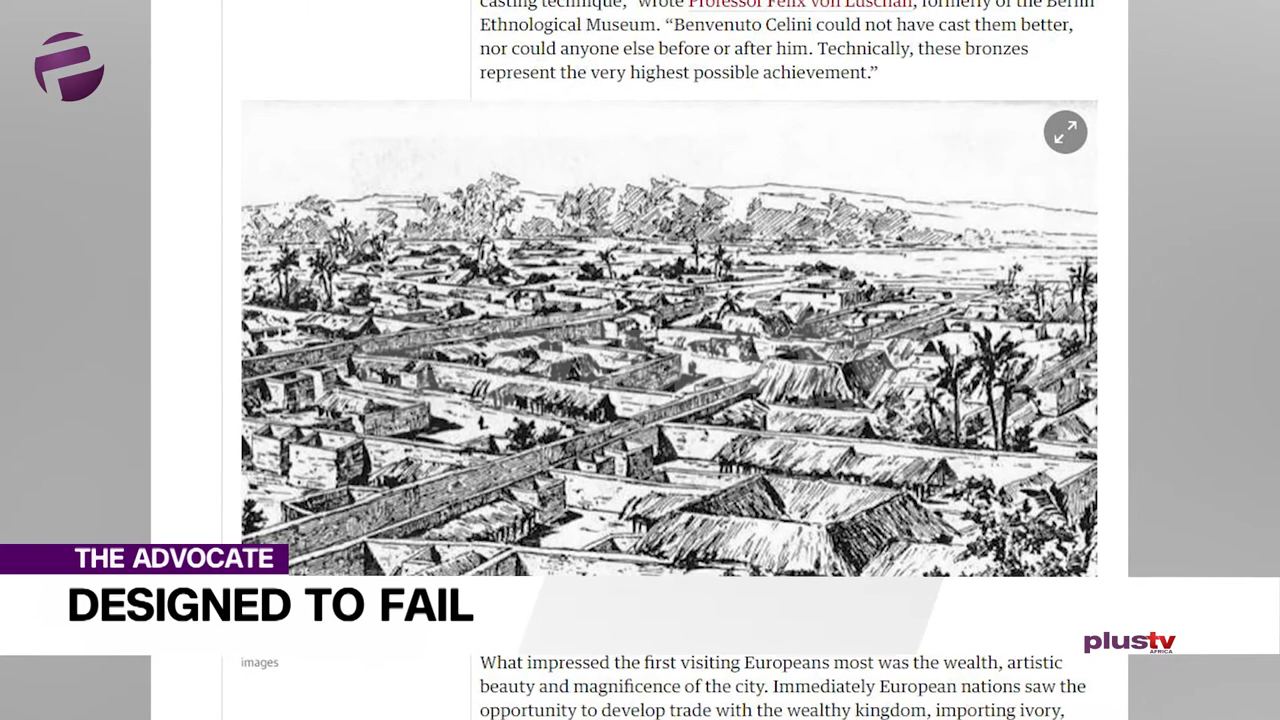 casting technique,” wrote Professor Felix von Luschan, formerly of the Berlin
Ethnological Museum. “Benvenuto Celini could not have cast them better,
nor could anyone else before or after him. Technically, these bronzes
represent the very highest possible achievement.”
THE ADVOCATE
DESIGNED TO FAIL
plustv
AFRICA
images
What impressed the first visiting Europeans most was the wealth, artistic
beauty and magnificence of the city. Immediately European nations saw the
opportunity to develop trade with the wealthy kingdom, importing ivory,